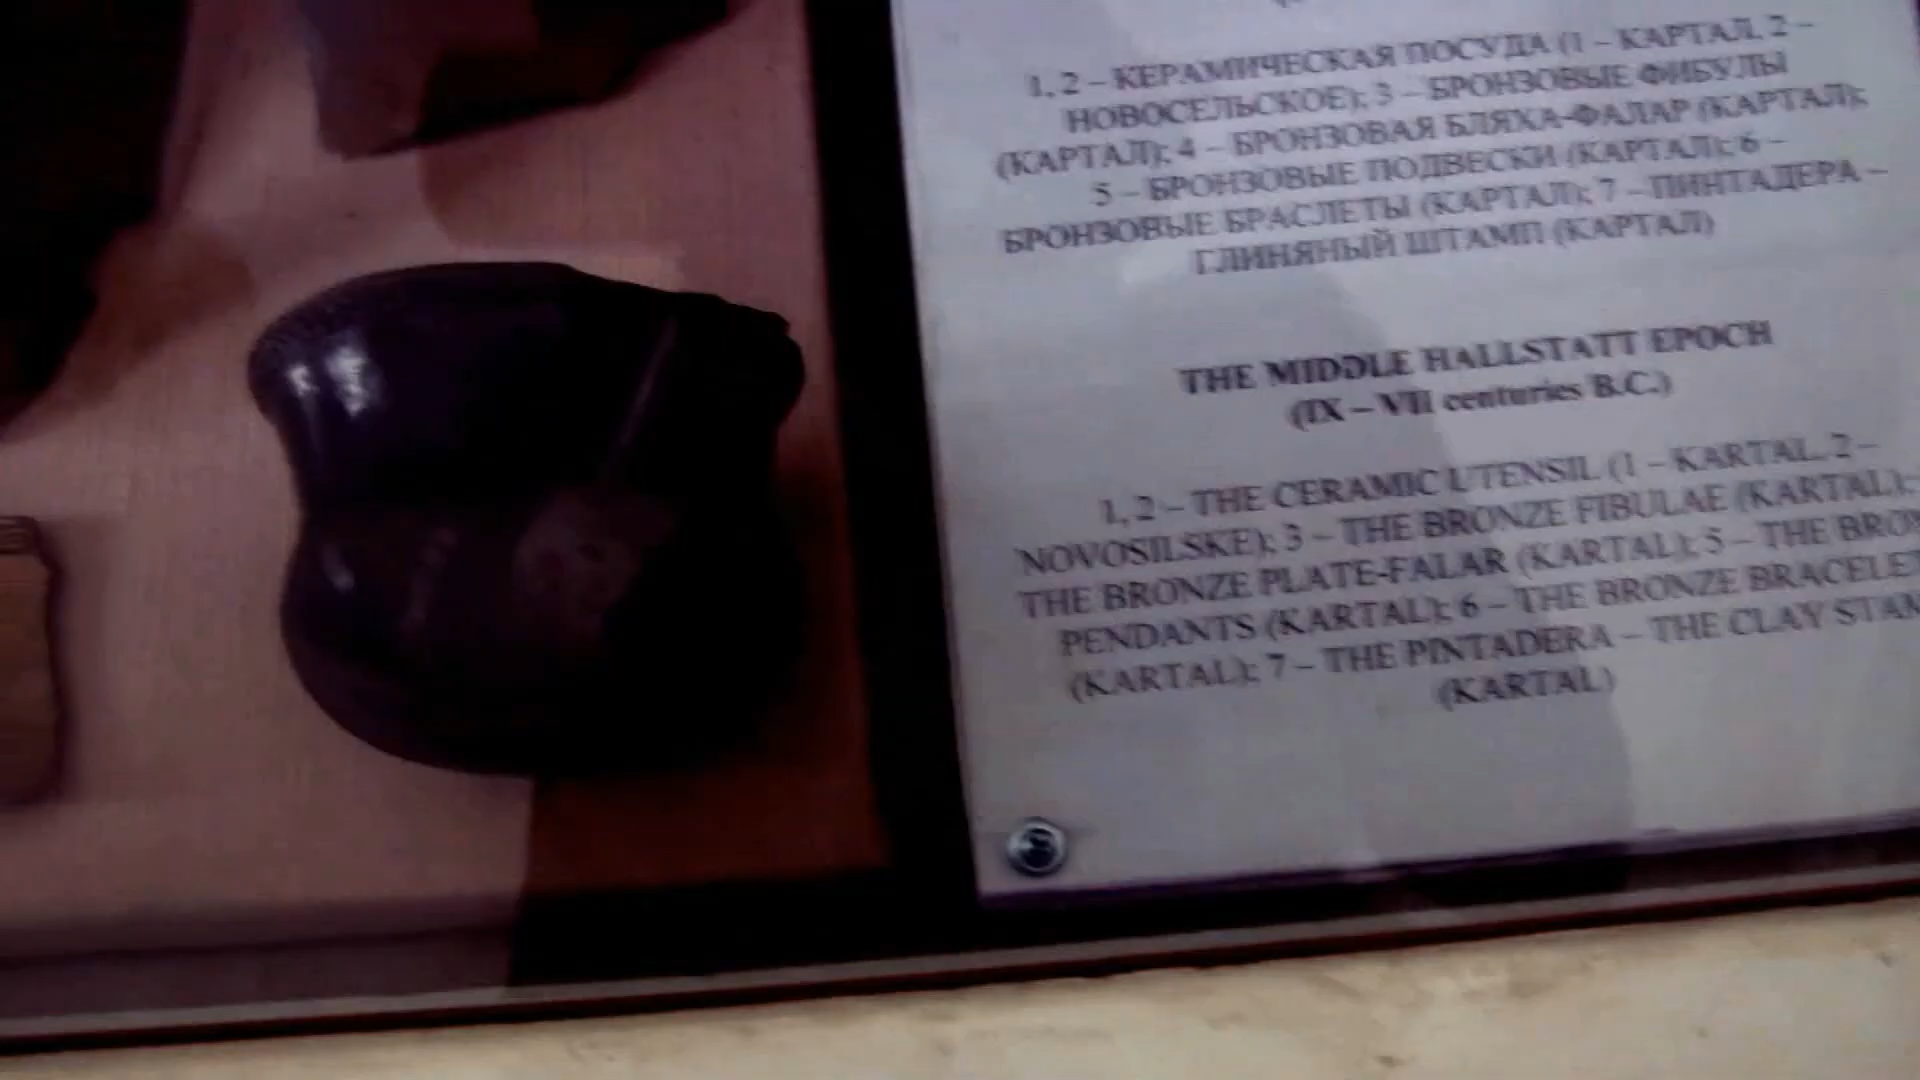 1, 2 – КЕРАМИЧЕСКАЯ ПОСУДА (1 – КАРТАЛ, 2 –
НОВОСЕЛЬСКОЕ); 3 – БРОНЗОВЫЕ ФИБУЛЫ
(КАРТАЛ); 4 – БРОНЗОВАЯ БЛЯХА-ФАЛАР (КАРТАЛ);
5 – БРОНЗОВЫЕ ПОДВЕСКИ (КАРТАЛ); 6 –
БРОНЗОВЫЕ БРАСЛЕТЫ (КАРТАЛ); 7 – ПИНТАДЕРА –
ГЛИНЯНЫЙ ШТАМП (КАРТАЛ)
THE MIDDLE HALLSTATT EPOCH
(IX – VII centuries B.C.)
1, 2 – THE CERAMIC UTENSIL (1 – KARTAL, 2 –
NOVOSILSKE); 3 – THE BRONZE FIBULAE (KARTAL);
THE BRONZE PLATE-FALAR (KARTAL); 5 – THE BRO
PENDANTS (KARTAL); 6 – THE BRONZE BRACELET
(KARTAL); 7 – THE PINTADERA – THE CLAY STAM
(KARTAL)